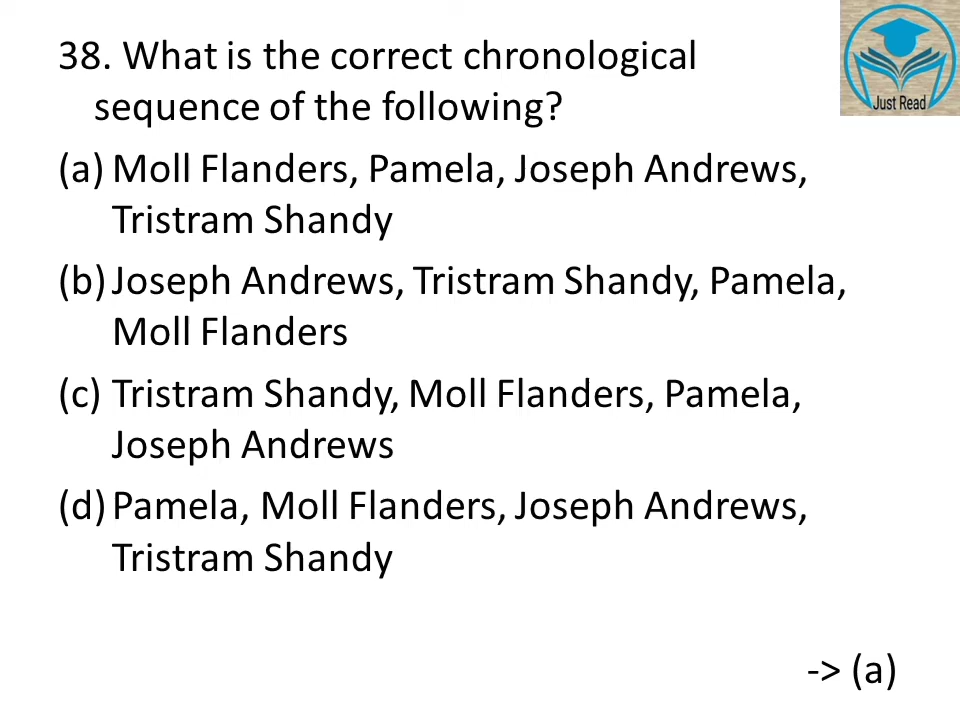 38. What is the correct chronological
sequence of the following?
Just Read
(a) Moll Flanders, Pamela, Joseph Andrews,
Tristram Shandy
(b) Joseph Andrews, Tristram Shandy, Pamela,
Moll Flanders
(c) Tristram Shandy, Moll Flanders, Pamela,
Joseph Andrews
(d) Pamela, Moll Flanders, Joseph Andrews,
Tristram Shandy
-> (a)